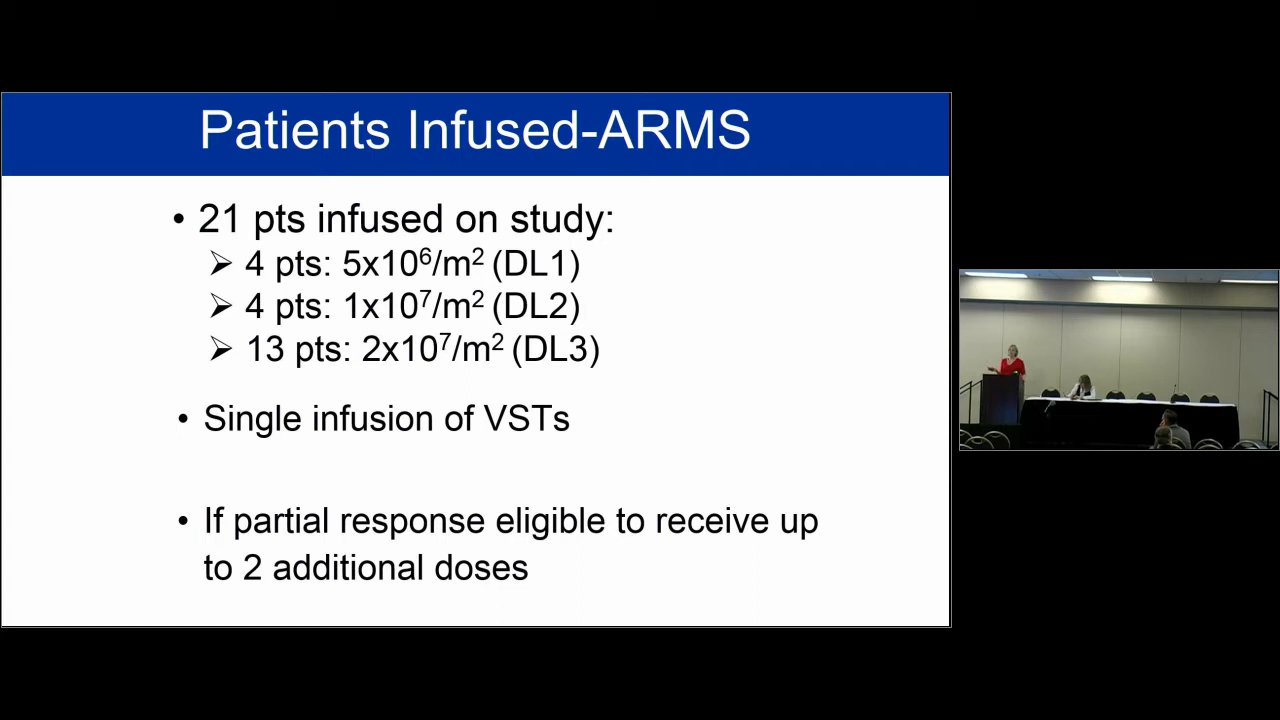 Patients Infused-ARMS
• 21 pts infused on study:
➢ 4 pts: 5x10⁶/m² (DL1)
➢ 4 pts: 1x10⁷/m² (DL2)
➢ 13 pts: 2x10⁷/m² (DL3)
• Single infusion of VSTs
• If partial response eligible to receive up
to 2 additional doses